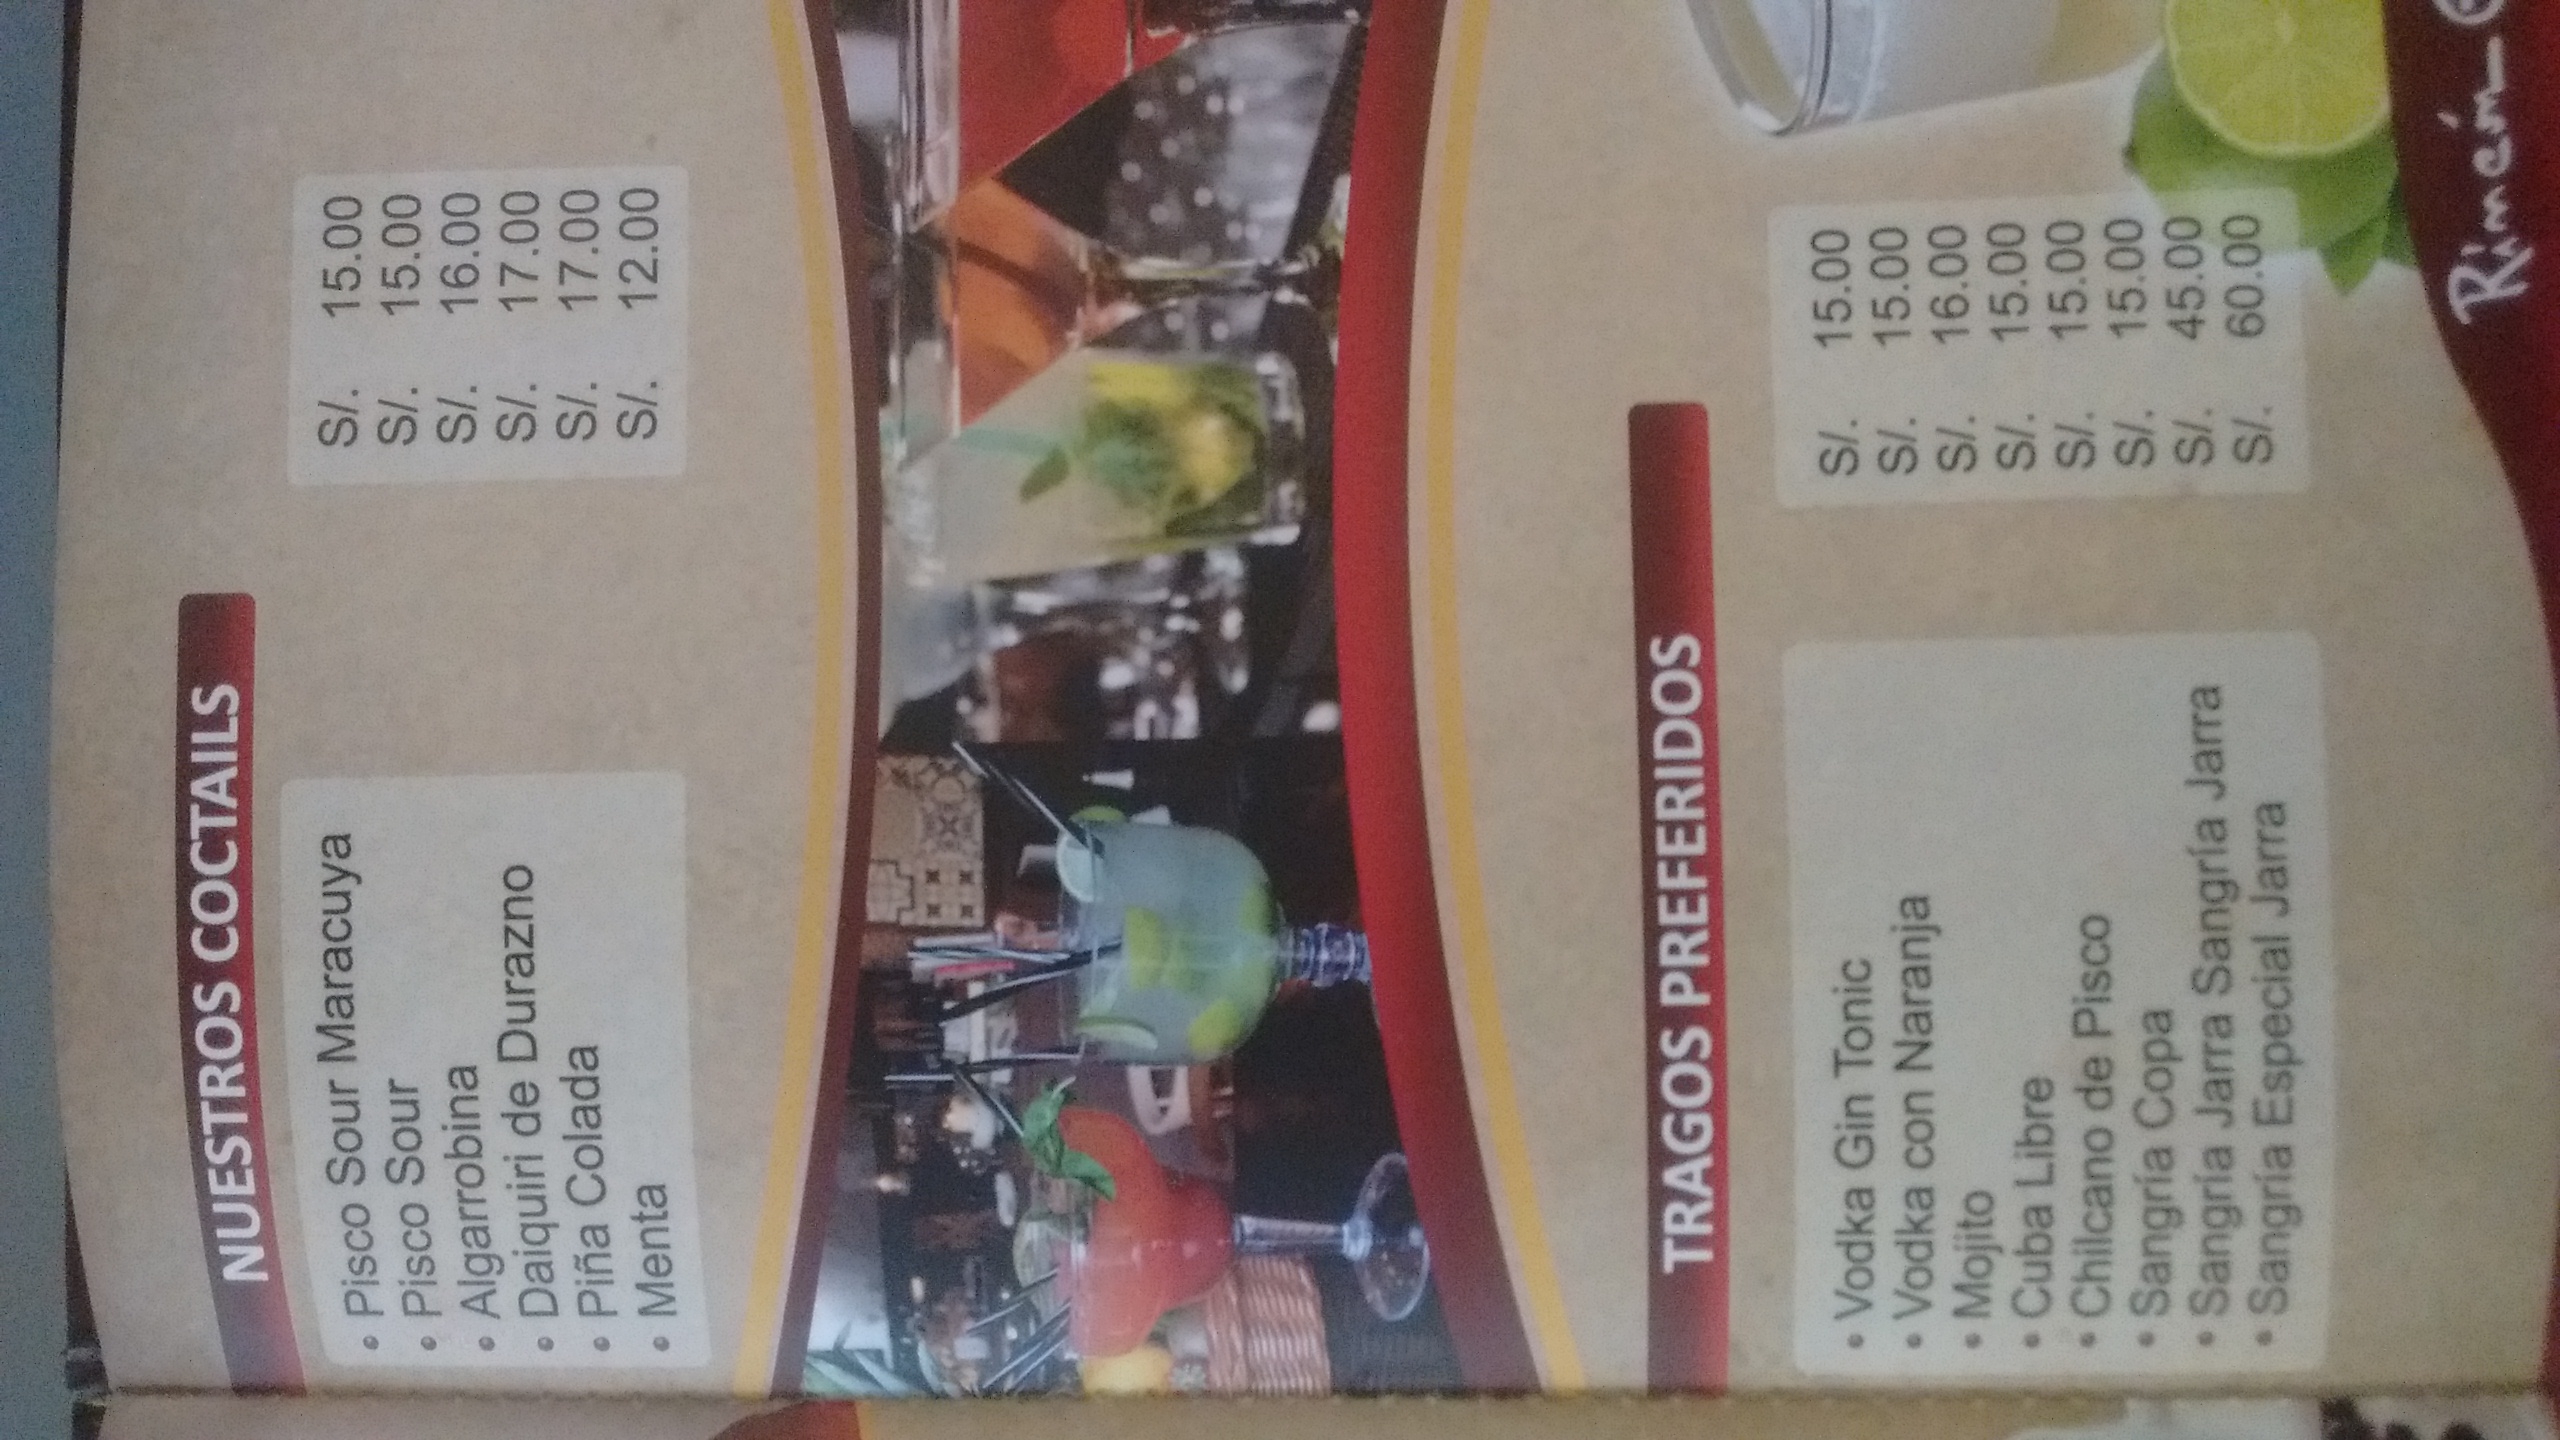 NUESTROS COCTAILS
• Pisco Sour Maracuya S/. 15.00
• Pisco Sour S/. 15.00
• Algarrobina S/. 16.00
• Daiquiri de Durazno S/. 17.00
• Piña Colada S/. 17.00
• Menta S/. 12.00
TRAGOS PREFERIDOS
• Vodka Gin Tonic S/. 15.00
• Vodka con Naranja S/. 15.00
• Mojito S/. 16.00
• Cuba Libre S/. 15.00
• Chilcano de Pisco S/. 15.00
• Sangría Copa S/. 15.00
• Sangría Jarra Sangría Jarra S/. 45.00
• Sangría Especial Jarra S/. 60.00
Rincón